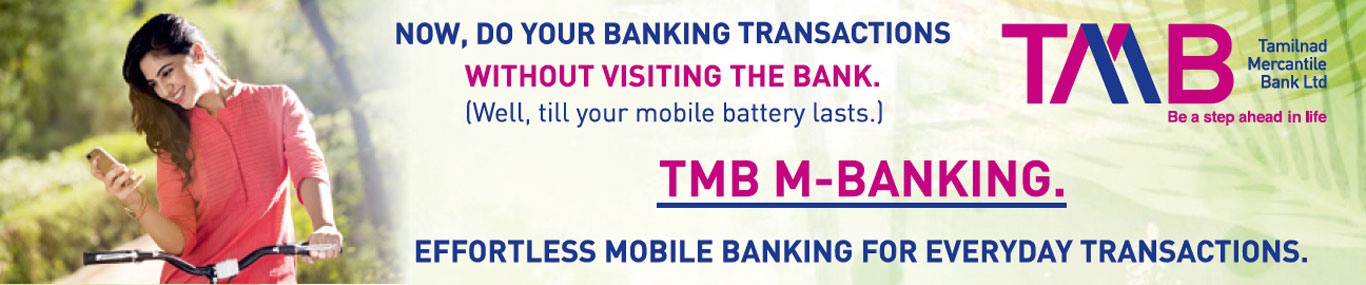 NOW, DO YOUR BANKING TRANSACTIONS
WITHOUT VISITING THE BANK.
(Well, till your mobile battery lasts.)
TMB M-BANKING.
EFFORTLESS MOBILE BANKING FOR EVERYDAY TRANSACTIONS.
TMB
Tamilnad
Mercantile
Bank Ltd
Be a step ahead in life